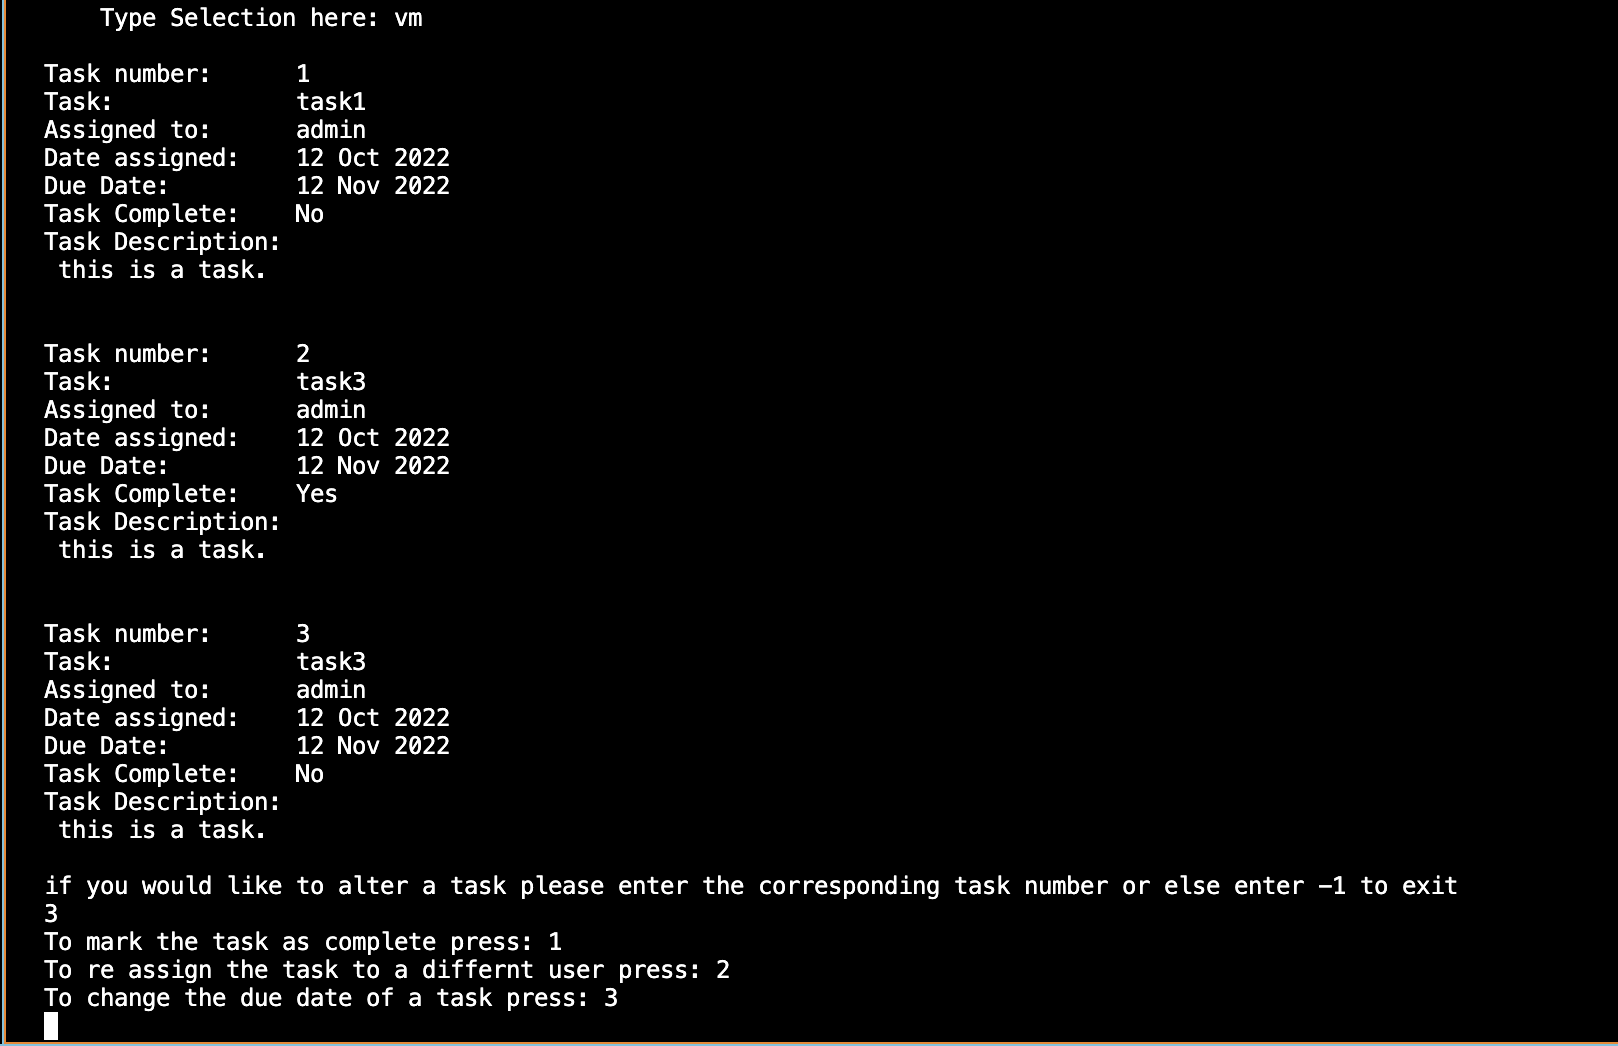 Type Selection here: vm
Task number: 1
Task: task1
Assigned to: admin
Date assigned: 12 Oct 2022
Due Date: 12 Nov 2022
Task Complete: No
Task Description:
this is a task.
Task number: 2
Task: task3
Assigned to: admin
Date assigned: 12 Oct 2022
Due Date: 12 Nov 2022
Task Complete: Yes
Task Description:
this is a task.
Task number: 3
Task: task3
Assigned to: admin
Date assigned: 12 Oct 2022
Due Date: 12 Nov 2022
Task Complete: No
Task Description:
this is a task.
if you would like to alter a task please enter the corresponding task number or else enter -1 to exit
3
To mark the task as complete press: 1
To re assign the task to a differnt user press: 2
To change the due date of a task press: 3